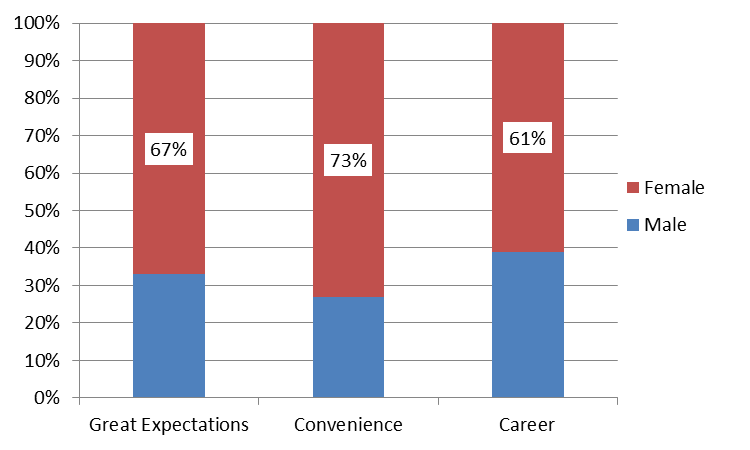 100%
90%
80%
70%
60%
50%
40%
30%
20%
10%
0%
67%
73%
61%
Great Expectations
Convenience
Career
Female
Male